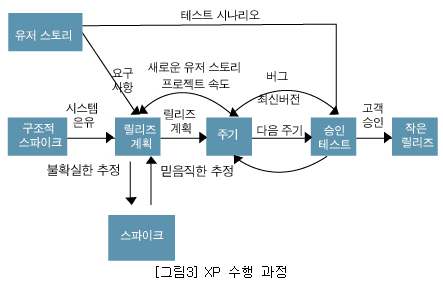 테스트 시나리오
유저 스토리
요구
사항
새로운 유저 스토리
프로젝트 속도
버그
최신버전
시스템
은유
릴리즈
계획
고객
승인
구조적
스파이크
릴리즈
계획
주기
다음 주기
승인
테스트
작은
릴리즈
불확실한 추정
믿음직한 추정
스파이크
[그림3] XP 수행 과정